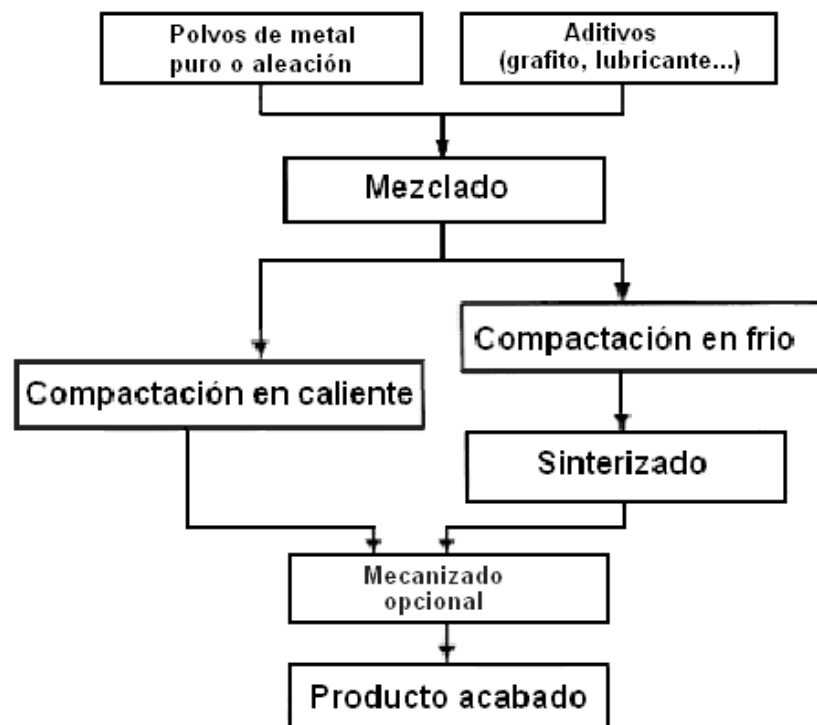 Polvos de metal
puro o aleación
Aditivos
(grafito, lubricante...)
Mezclado
Compactación en frio
Compactación en caliente
Sinterizado
Mecanizado
opcional
Producto acabado